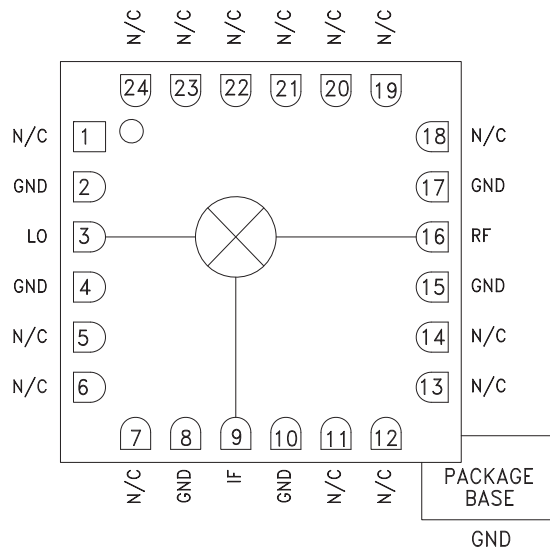 N/C N/C N/C N/C N/C N/C
24 23 22 21 20 19
N/C 1 18 N/C
GND 2 17 GND
LO 3 16 RF
GND 4 15 GND
N/C 5 14 N/C
N/C 6 13 N/C
7 8 9 10 11 12
N/C GND IF GND N/C N/C
PACKAGE
BASE
GND